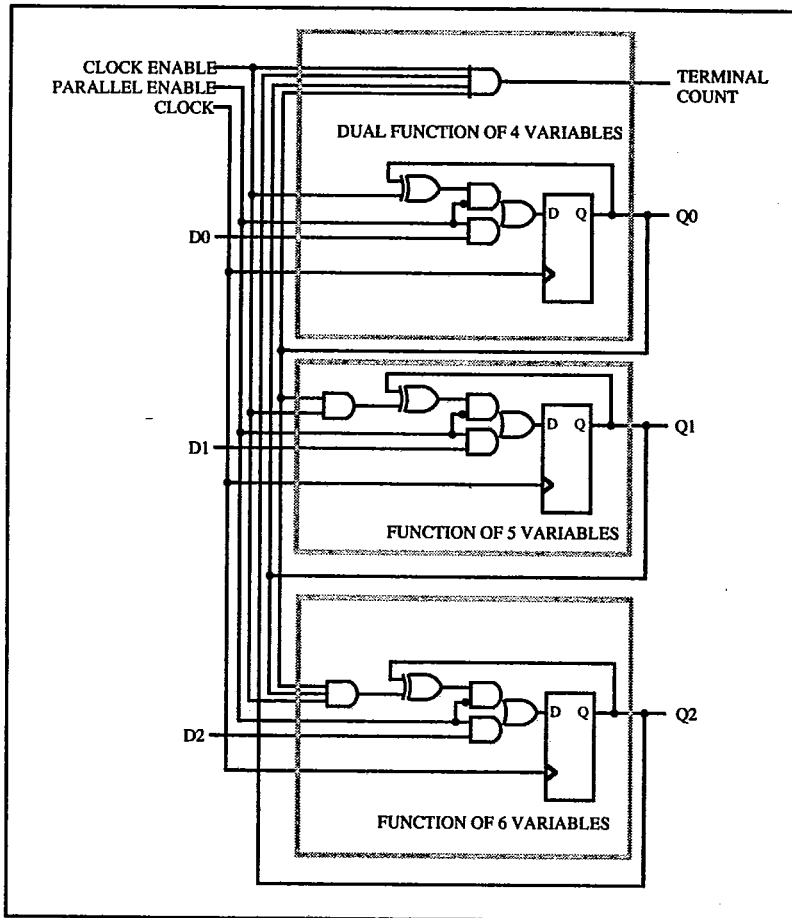 CLOCK ENABLE
PARALLEL ENABLE
CLOCK
TERMINAL
COUNT
DUAL FUNCTION OF 4 VARIABLES
D Q
Q0
D0
D Q
Q1
D1
FUNCTION OF 5 VARIABLES
D Q
Q2
D2
FUNCTION OF 6 VARIABLES